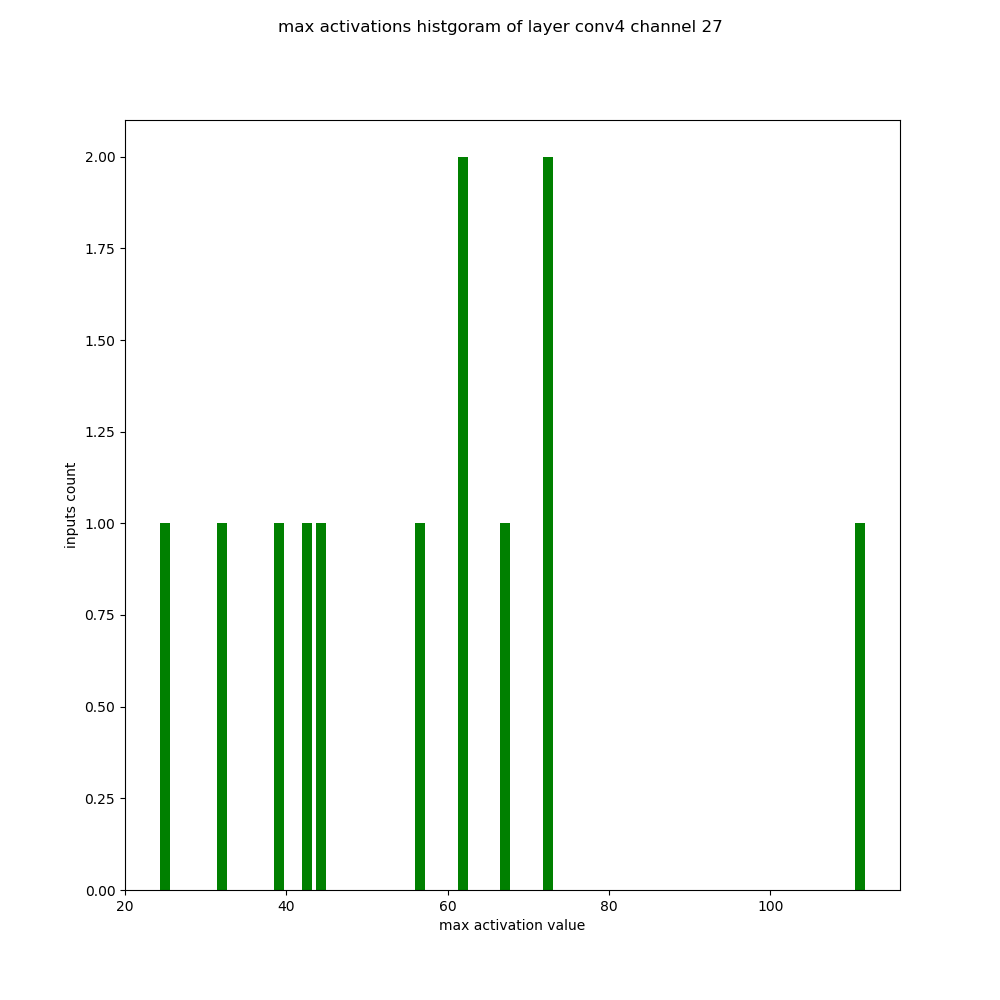 max activations histgoram of layer conv4 channel 27
2.00
1.75
1.50
1.25
1.00
0.75
0.50
0.25
0.00
inputs count
20 40 60 80 100
max activation value